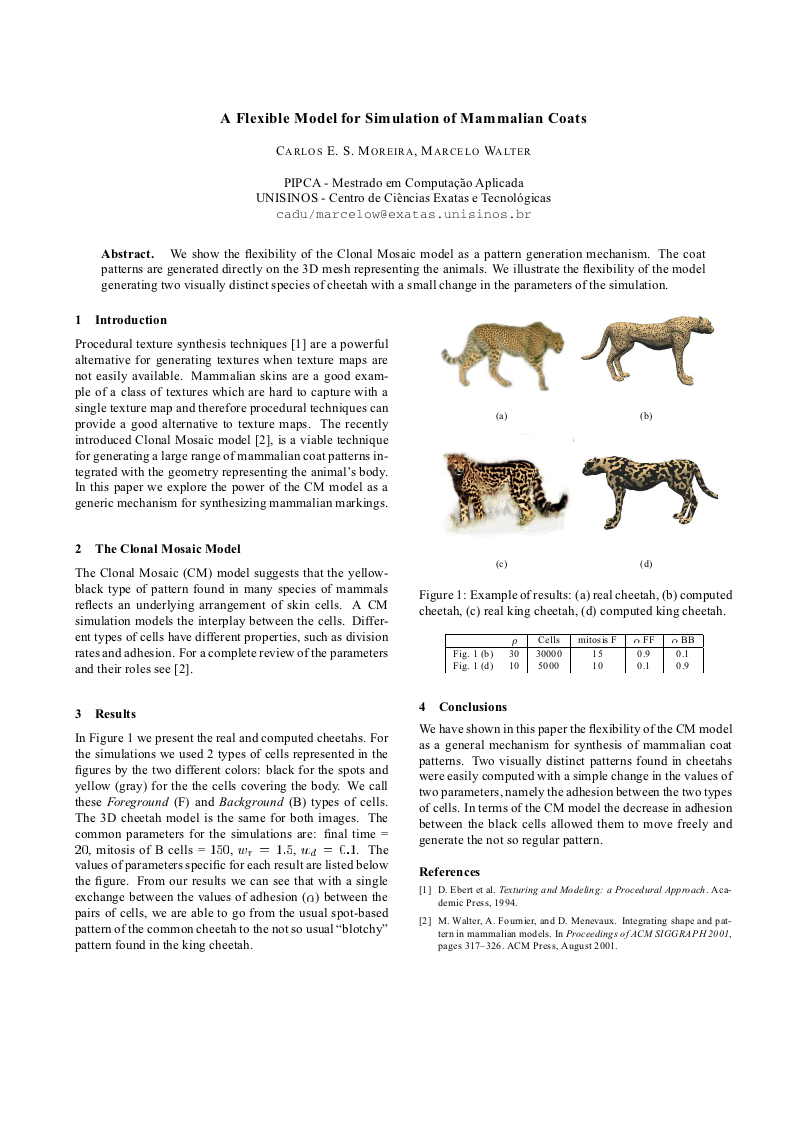 A Flexible Model for Simulation of Mammalian Coats
CARLOS E. S. MOREIRA, MARCELO WALTER
PIPCA - Mestrado em Computação Aplicada
UNISINOS - Centro de Ciências Exatas e Tecnológicas
cadu/marcelow@exatas.unisinos.br
Abstract. We show the flexibility of the Clonal Mosaic model as a pattern generation mechanism. The coat
patterns are generated directly on the 3D mesh representing the animals. We illustrate the flexibility of the model
generating two visually distinct species of cheetah with a small change in the parameters of the simulation.
1 Introduction
Procedural texture synthesis techniques [1] are a powerful
alternative for generating textures when texture maps are
not easily available. Mammalian skins are a good exam-
ple of a class of textures which are hard to capture with a
single texture map and therefore procedural techniques can
provide a good alternative to texture maps. The recently
introduced Clonal Mosaic model [2], is a viable technique
for generating a large range of mammalian coat patterns in-
tegrated with the geometry representing the animal's body.
In this paper we explore the power of the CM model as a
generic mechanism for synthesizing mammalian markings.
2 The Clonal Mosaic Model
The Clonal Mosaic (CM) model suggests that the yellow-
black type of pattern found in many species of mammals
reflects an underlying arrangement of skin cells. A CM
simulation models the interplay between the cells. Differ-
ent types of cells have different properties, such as division
rates and adhesion. For a complete review of the parameters
and their roles see [2].
3 Results
In Figure 1 we present the real and computed cheetahs. For
the simulations we used 2 types of cells represented in the
figures by the two different colors: black for the spots and
yellow (gray) for the the cells covering the body. We call
these Foreground (F) and Background (B) types of cells.
The 3D cheetah model is the same for both images. The
common parameters for the simulations are: final time =
20, mitosis of B cells = 150, w_r = 1.5, w_d = 0.1. The
values of parameters specific for each result are listed below
the figure. From our results we can see that with a single
exchange between the values of adhesion (α) between the
pairs of cells, we are able to go from the usual spot-based
pattern of the common cheetah to the not so usual “blotchy”
pattern found in the king cheetah.
(a) (b)
(c) (d)
Figure 1: Example of results: (a) real cheetah, (b) computed
cheetah, (c) real king cheetah, (d) computed king cheetah.
ρ Cells mitosis F α FF α BB
Fig. 1 (b) 30 30000 15 0.9 0.1
Fig. 1 (d) 10 5000 10 0.1 0.9
4 Conclusions
We have shown in this paper the flexibility of the CM model
as a general mechanism for synthesis of mammalian coat
patterns. Two visually distinct patterns found in cheetahs
were easily computed with a simple change in the values of
two parameters, namely the adhesion between the two types
of cells. In terms of the CM model the decrease in adhesion
between the black cells allowed them to move freely and
generate the not so regular pattern.
References
[1] D. Ebert et al. Texturing and Modeling: a Procedural Approach. Aca-
demic Press, 1994.
[2] M. Walter, A. Fournier, and D. Menevaux. Integrating shape and pat-
tern in mammalian models. In Proceedings of ACM SIGGRAPH 2001,
pages 317–326. ACM Press, August 2001.